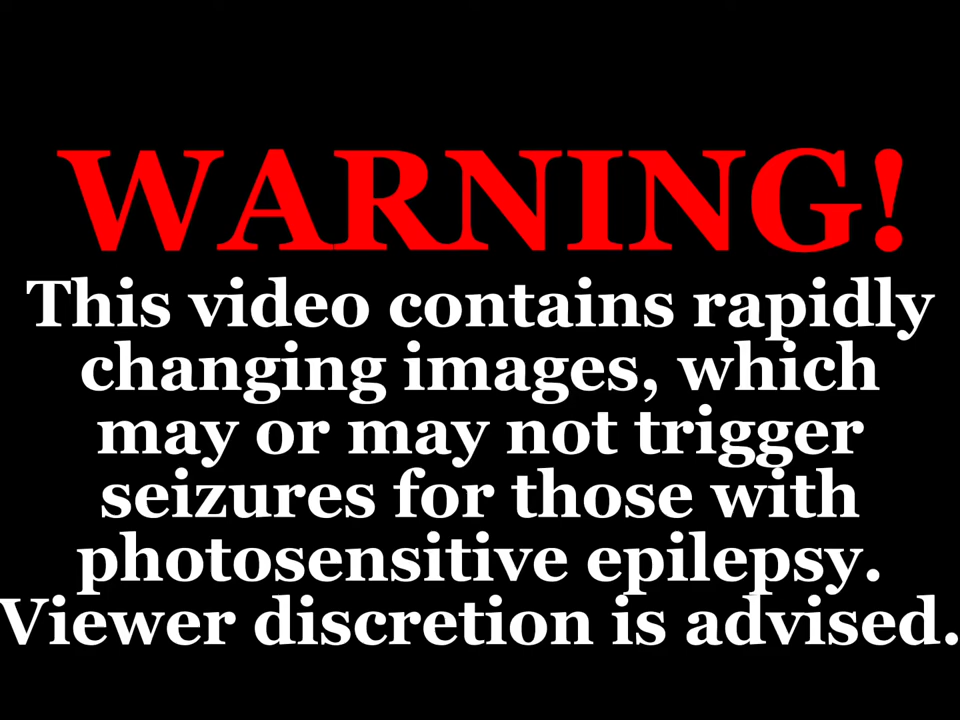 WARNING!
This video contains rapidly
changing images, which
may or may not trigger
seizures for those with
photosensitive epilepsy.
Viewer discretion is advised.